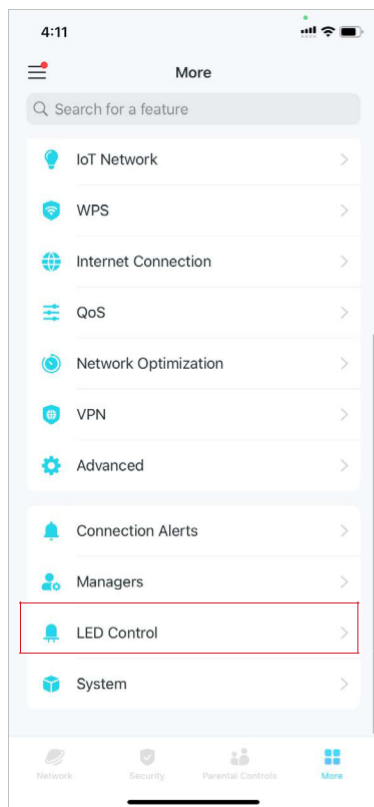 4:11
More
Search for a feature
IoT Network
WPS
Internet Connection
QoS
Network Optimization
VPN
Advanced
Connection Alerts
Managers
LED Control
System
Network Security Parental Controls More